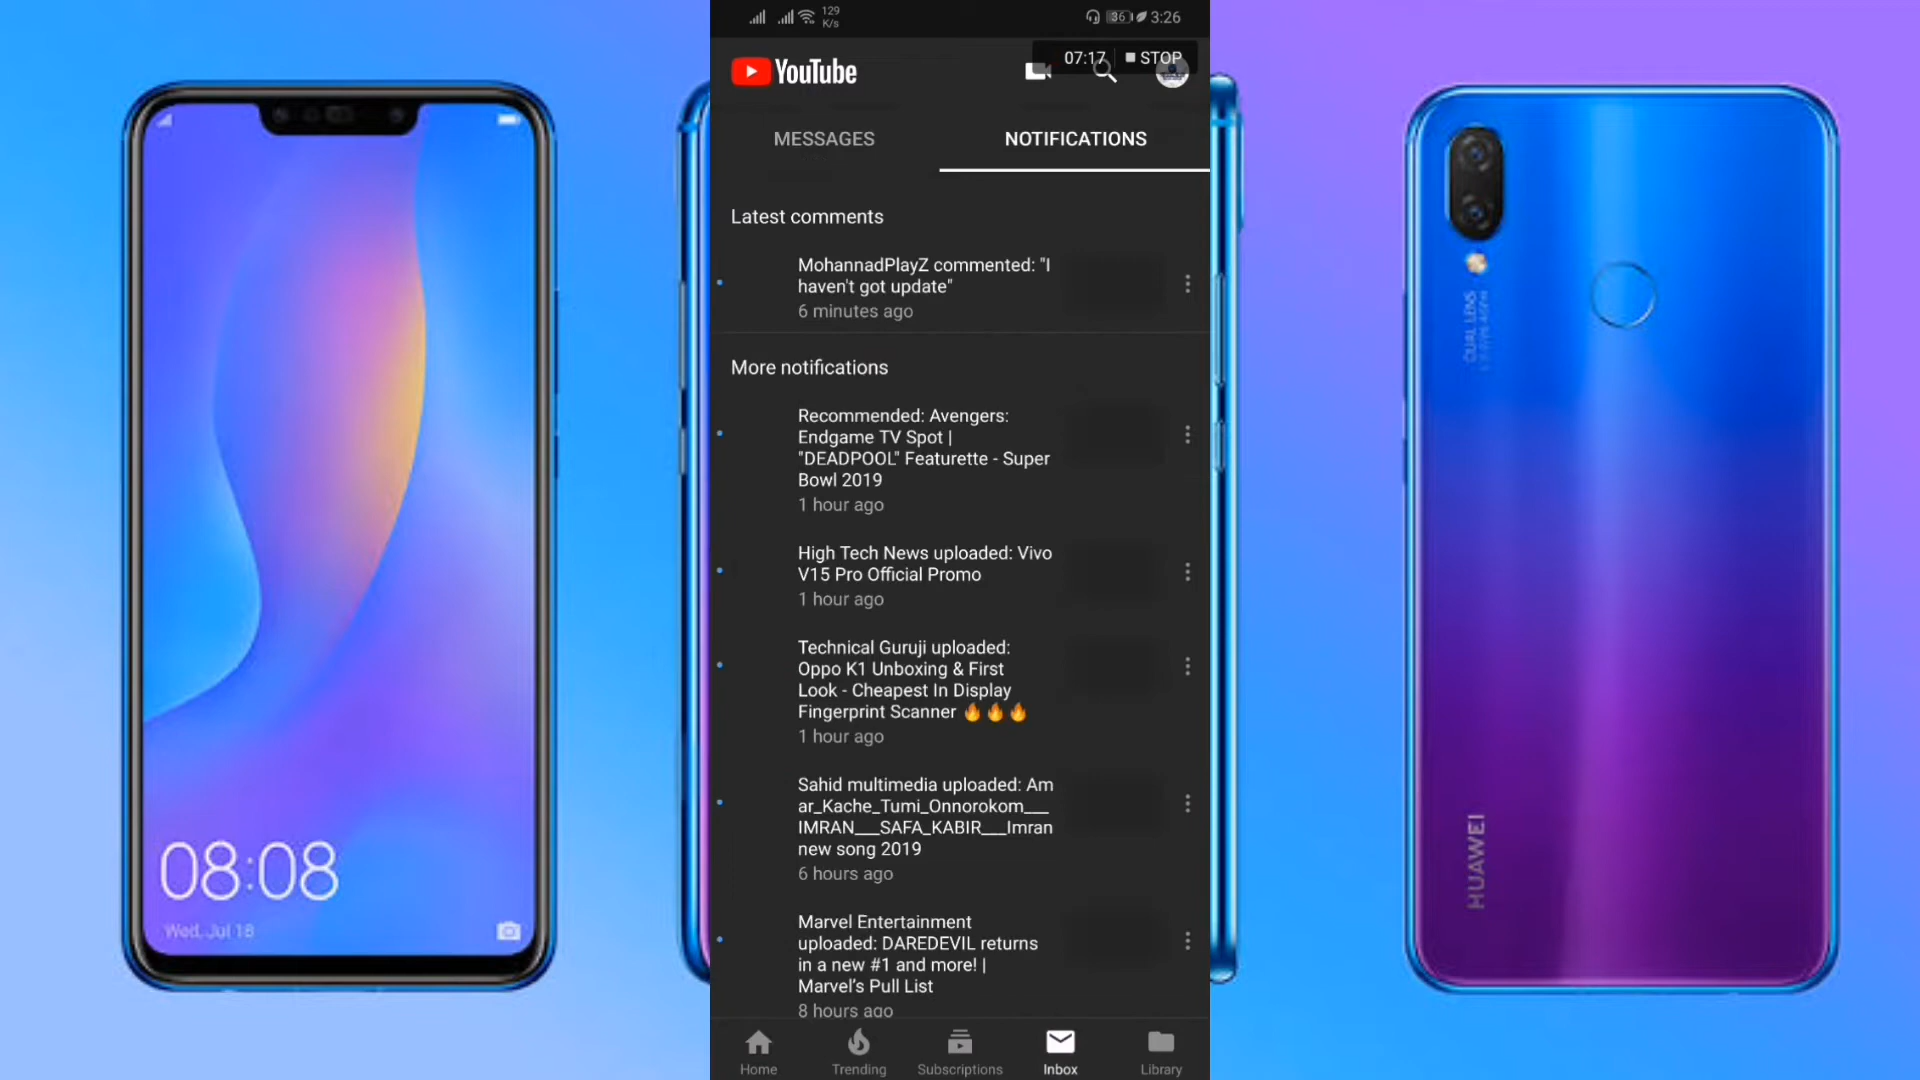 129
K/s
36
3:26
07:17
STOP
YouTube
MESSAGES
NOTIFICATIONS
Latest comments
MohannadPlayZ commented: "I
haven't got update"
6 minutes ago
More notifications
Recommended: Avengers:
Endgame TV Spot |
"DEADPOOL" Featurette - Super
Bowl 2019
1 hour ago
High Tech News uploaded: Vivo
V15 Pro Official Promo
1 hour ago
Technical Guruji uploaded:
Oppo K1 Unboxing & First
Look - Cheapest In Display
Fingerprint Scanner 🔥🔥🔥
1 hour ago
Sahid multimedia uploaded: Am
ar_Kache_Tumi_Onnorokom___
IMRAN___SAFA_KABIR___Imran
new song 2019
6 hours ago
Marvel Entertainment
uploaded: DAREDEVIL returns
in a new #1 and more! |
Marvel's Pull List
8 hours ago
Home
Trending
Subscriptions
Inbox
Library
08:08
Wed, Jul 18
DUAL LENS
HUAWEI